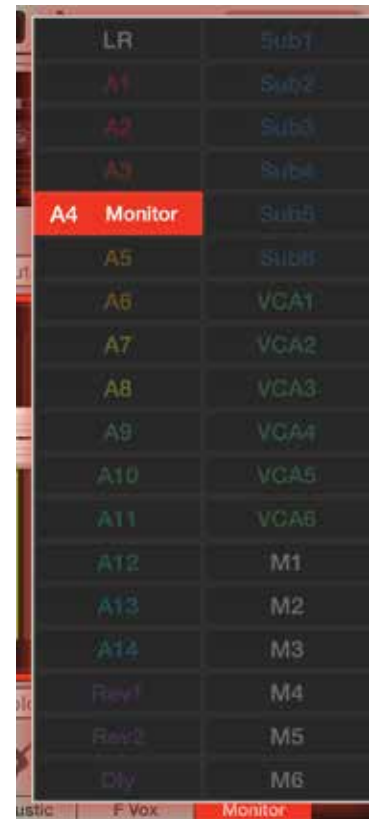 LR Sub1
A1 Sub2
A2 Sub3
A3 Sub4
A4 Monitor Sub5
A5 Sub6
A6 VCA1
A7 VCA2
A8 VCA3
A9 VCA4
A10 VCA5
A11 VCA6
A12 M1
A13 M2
A14 M3
Rev1 M4
Rev2 M5
Dly M6
F Vox Monitor